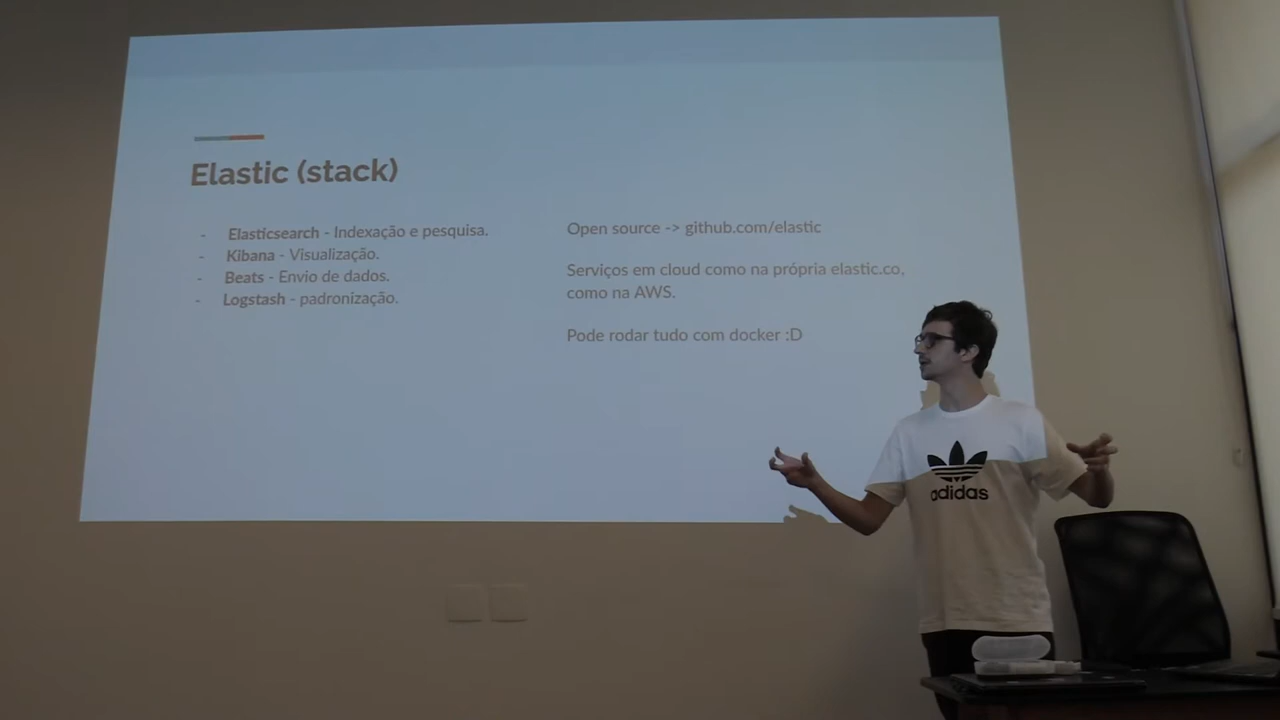 Elastic (stack)
- Elasticsearch - Indexação e pesquisa.
- Kibana - Visualização.
- Beats - Envio de dados.
- Logstash - padronização.
Open source -> github.com/elastic
Serviços em cloud como na própria elastic.co,
como na AWS.
Pode rodar tudo com docker :D
adidas